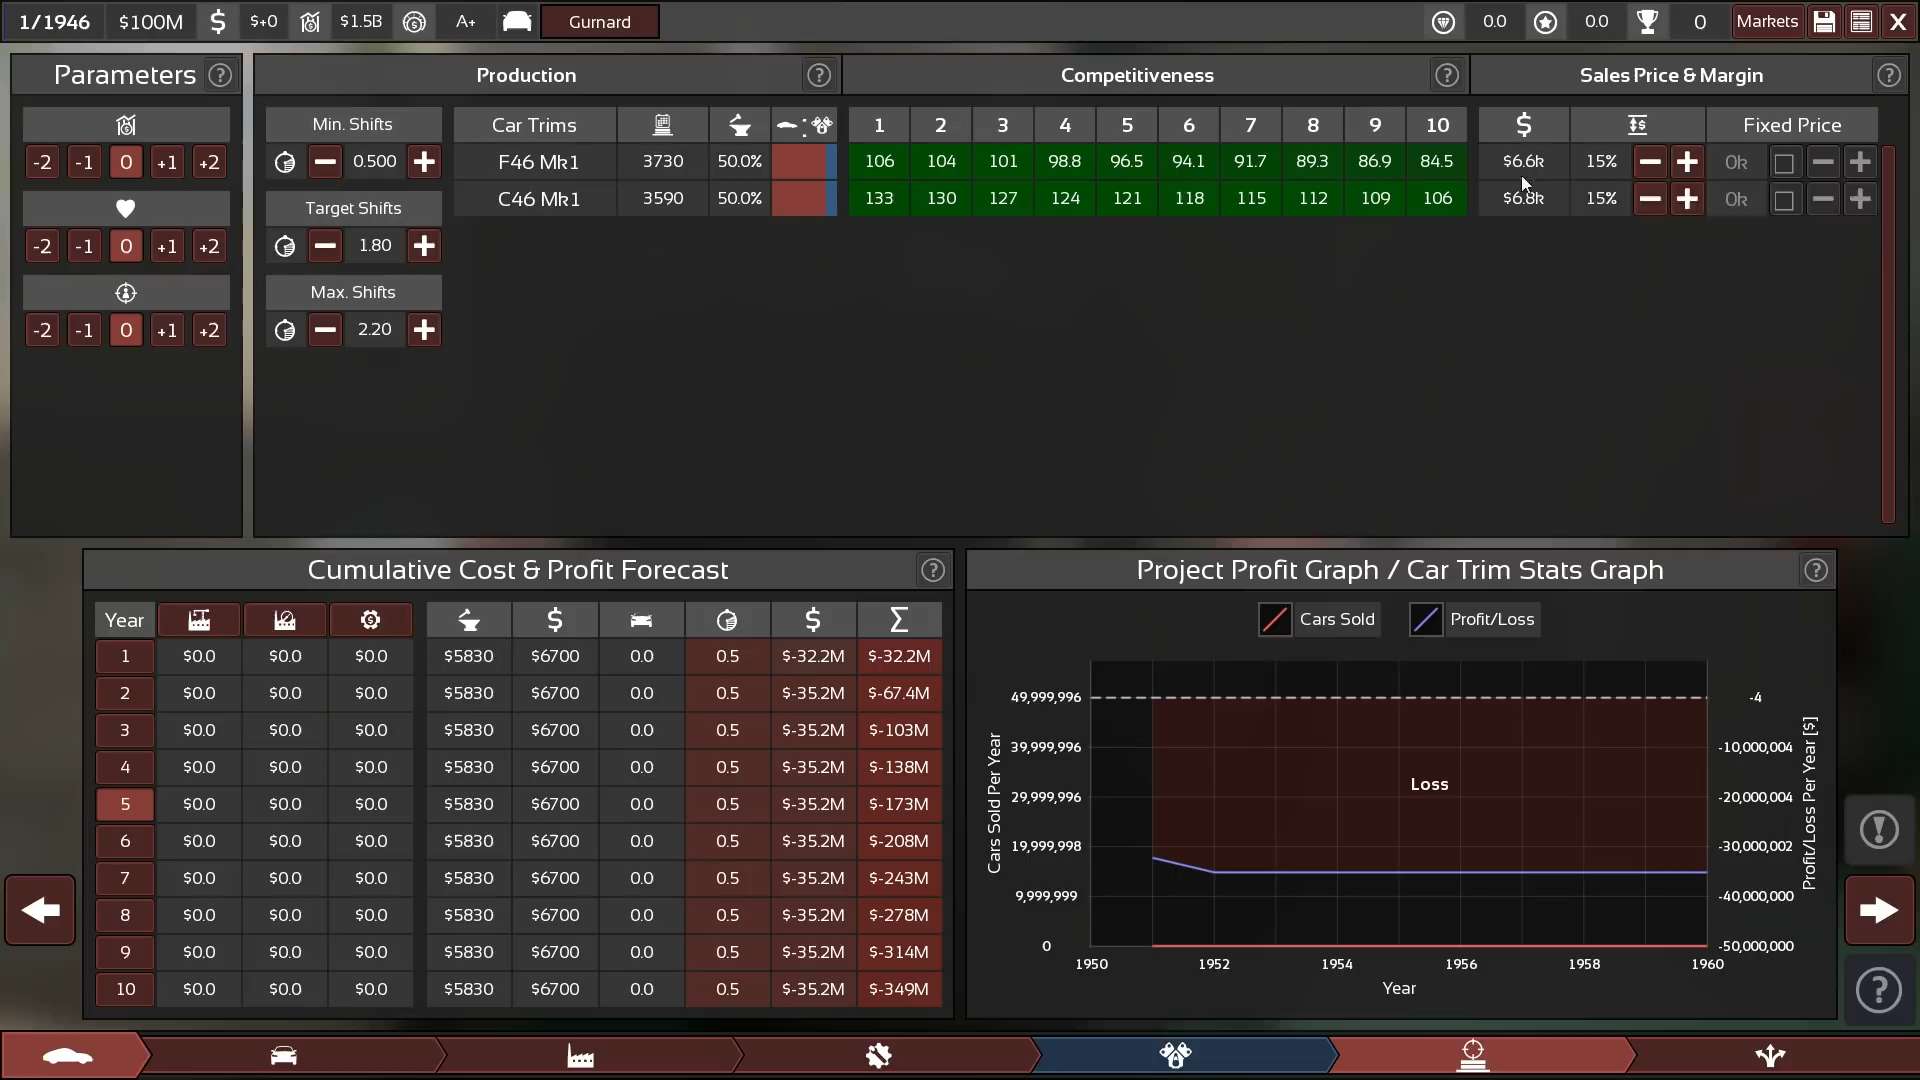 1/1946 $100M $ $+0 $1.5B A+ Gurnard 0.0 0.0 0 Markets X
Parameters ? Production ? Competitiveness ? Sales Price & Margin ?
Min. Shifts Car Trims 1 2 3 4 5 6 7 8 9 10 $ Fixed Price
-2 -1 0 +1 +2 0.500 F46 Mk1 3730 50.0% 106 104 101 98.8 96.5 94.1 91.7 89.3 86.9 84.5 $6.6k 15% 0k
Target Shifts C46 Mk1 3590 50.0% 133 130 127 124 121 118 115 112 109 106 $6.8k 15% 0k
-2 -1 0 +1 +2 1.80
Max. Shifts
-2 -1 0 +1 +2 2.20
Cumulative Cost & Profit Forecast ?
Year $ $ Σ
1 $0.0 $0.0 $0.0 $5830 $6700 0.0 0.5 $-32.2M $-32.2M
2 $0.0 $0.0 $0.0 $5830 $6700 0.0 0.5 $-35.2M $-67.4M
3 $0.0 $0.0 $0.0 $5830 $6700 0.0 0.5 $-35.2M $-103M
4 $0.0 $0.0 $0.0 $5830 $6700 0.0 0.5 $-35.2M $-138M
5 $0.0 $0.0 $0.0 $5830 $6700 0.0 0.5 $-35.2M $-173M
6 $0.0 $0.0 $0.0 $5830 $6700 0.0 0.5 $-35.2M $-208M
7 $0.0 $0.0 $0.0 $5830 $6700 0.0 0.5 $-35.2M $-243M
8 $0.0 $0.0 $0.0 $5830 $6700 0.0 0.5 $-35.2M $-278M
9 $0.0 $0.0 $0.0 $5830 $6700 0.0 0.5 $-35.2M $-314M
10 $0.0 $0.0 $0.0 $5830 $6700 0.0 0.5 $-35.2M $-349M
Project Profit Graph / Car Trim Stats Graph ?
Cars Sold Profit/Loss
49,999,996 -4
39,999,996 -10,000,004
Loss
29,999,996 -20,000,004
19,999,998 -30,000,002
9,999,999 -40,000,000
0 -50,000,000
Cars Sold Per Year
Profit/Loss Per Year [$]
1950 1952 1954 1956 1958 1960
Year
?